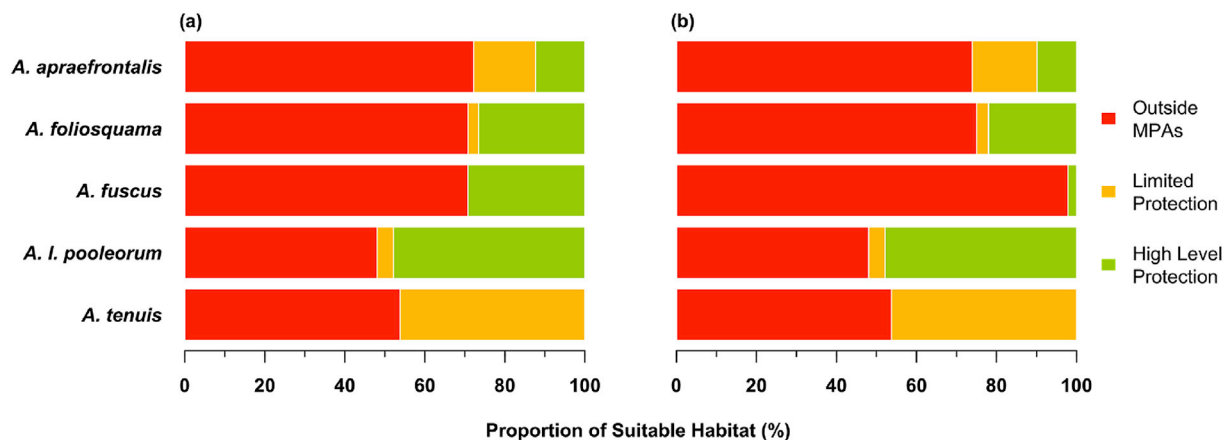 (a)
(b)
A. apraefrontalis
A. foliosquama
A. fuscus
A. l. pooleorum
A. tenuis
Outside
MPAs
Limited
Protection
High Level
Protection
0 20 40 60 80 100
0 20 40 60 80 100
Proportion of Suitable Habitat (%)